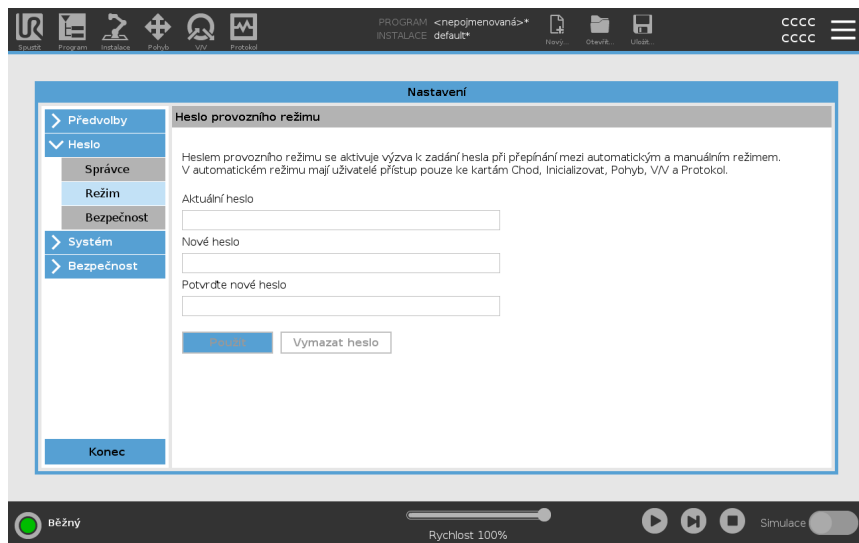 UR
PROGRAM <nepojmenovaná>*
INSTALACE default*
CCCC
CCCC
Spustit Program Instalace Pohyb V/V Protokol Nový... Otevřít... Uložit...
Nastavení
Předvolby
Heslo
Správce
Režim
Bezpečnost
Systém
Bezpečnost
Konec
Heslo provozního režimu
Heslem provozního režimu se aktivuje výzva k zadání hesla při přepínání mezi automatickým a manuálním režimem.
V automatickém režimu mají uživatelé přístup pouze ke kartám Chod, Inicializovat, Pohyb, V/V a Protokol.
Aktuální heslo
Nové heslo
Potvrďte nové heslo
Použít
Vymazat heslo
Běžný
Rychlost 100%
Simulace